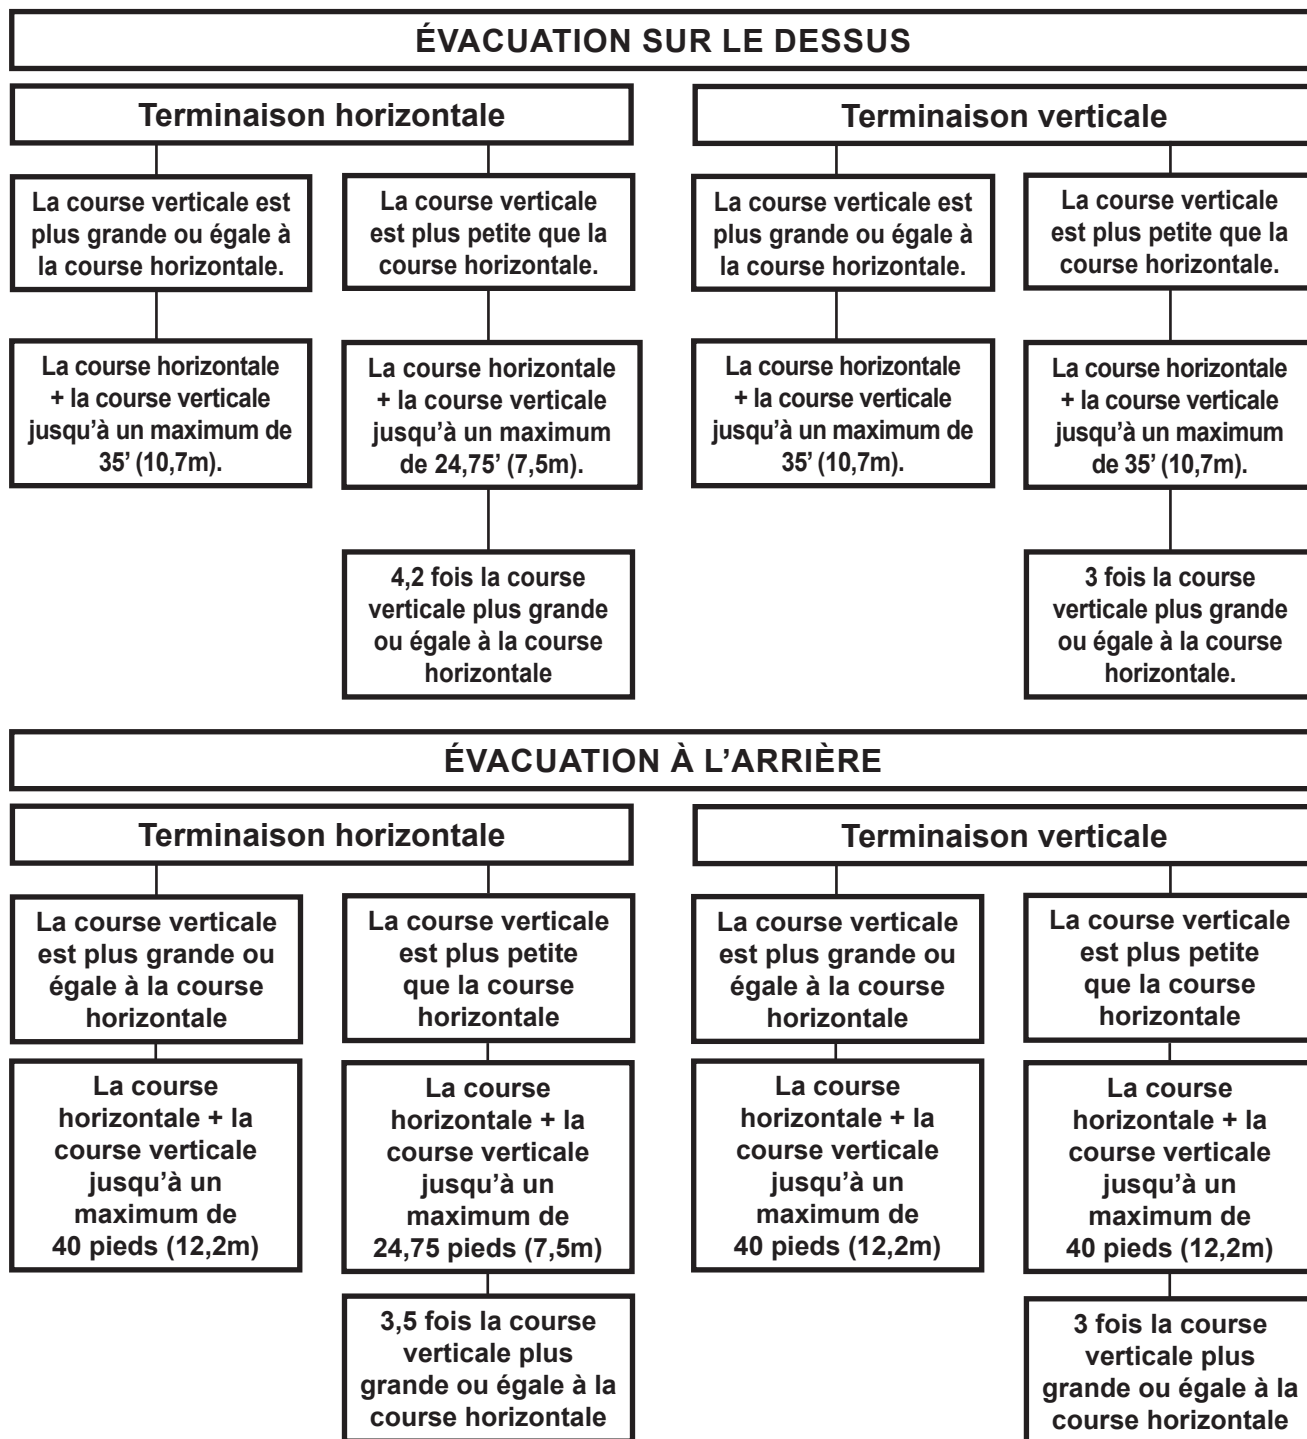 ÉVACUATION SUR LE DESSUS
Terminaison horizontale
La course verticale est
plus grande ou égale à
la course horizontale.
La course horizontale
+ la course verticale
jusqu’à un maximum de
35’ (10,7m).
La course verticale
est plus petite que la
course horizontale.
La course horizontale
+ la course verticale
jusqu’à un maximum
de 24,75’ (7,5m).
4,2 fois la course
verticale plus grande
ou égale à la course
horizontale
Terminaison verticale
La course verticale est
plus grande ou égale à
la course horizontale.
La course horizontale
+ la course verticale
jusqu’à un maximum de
35’ (10,7m).
La course verticale
est plus petite que la
course horizontale.
La course horizontale
+ la course verticale
jusqu’à un maximum
de 35’ (10,7m).
3 fois la course
verticale plus grande
ou égale à la course
horizontale.
ÉVACUATION À L’ARRIÈRE
Terminaison horizontale
La course verticale
est plus grande ou
égale à la course
horizontale
La course
horizontale + la
course verticale
jusqu’à un
maximum de
40 pieds (12,2m)
La course verticale
est plus petite
que la course
horizontale
La course
horizontale + la
course verticale
jusqu’à un
maximum de
24,75 pieds (7,5m)
3,5 fois la course
verticale plus
grande ou égale à la
course horizontale
Terminaison verticale
La course verticale
est plus grande ou
égale à la course
horizontale
La course
horizontale + la
course verticale
jusqu’à un
maximum de
40 pieds (12,2m)
La course verticale
est plus petite
que la course
horizontale
La course
horizontale + la
course verticale
jusqu’à un
maximum de
40 pieds (12,2m)
3 fois la course
verticale plus
grande ou égale à la
course horizontale